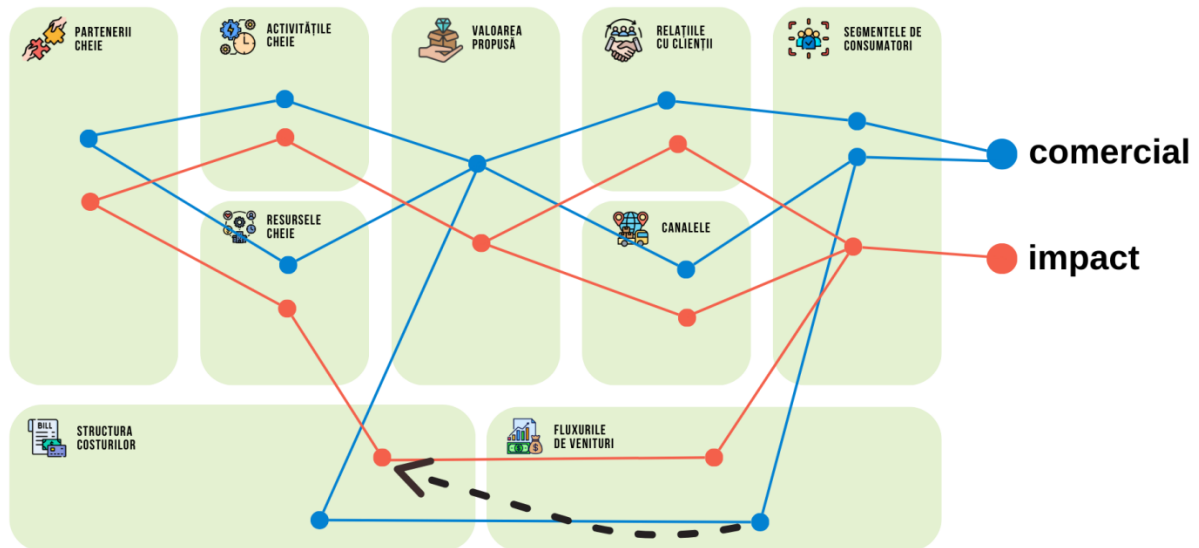 PARTENERII
CHEIE
ACTIVITĂȚILE
CHEIE
VALOAREA
PROPUSĂ
RELAȚIILE
CU CLIENȚII
SEGMENTELE DE
CONSUMATORI
comercial
RESURSELE
CHEIE
CANALELE
impact
BILL
STRUCTURA
COSTURILOR
FLUXURILE
DE VENITURI